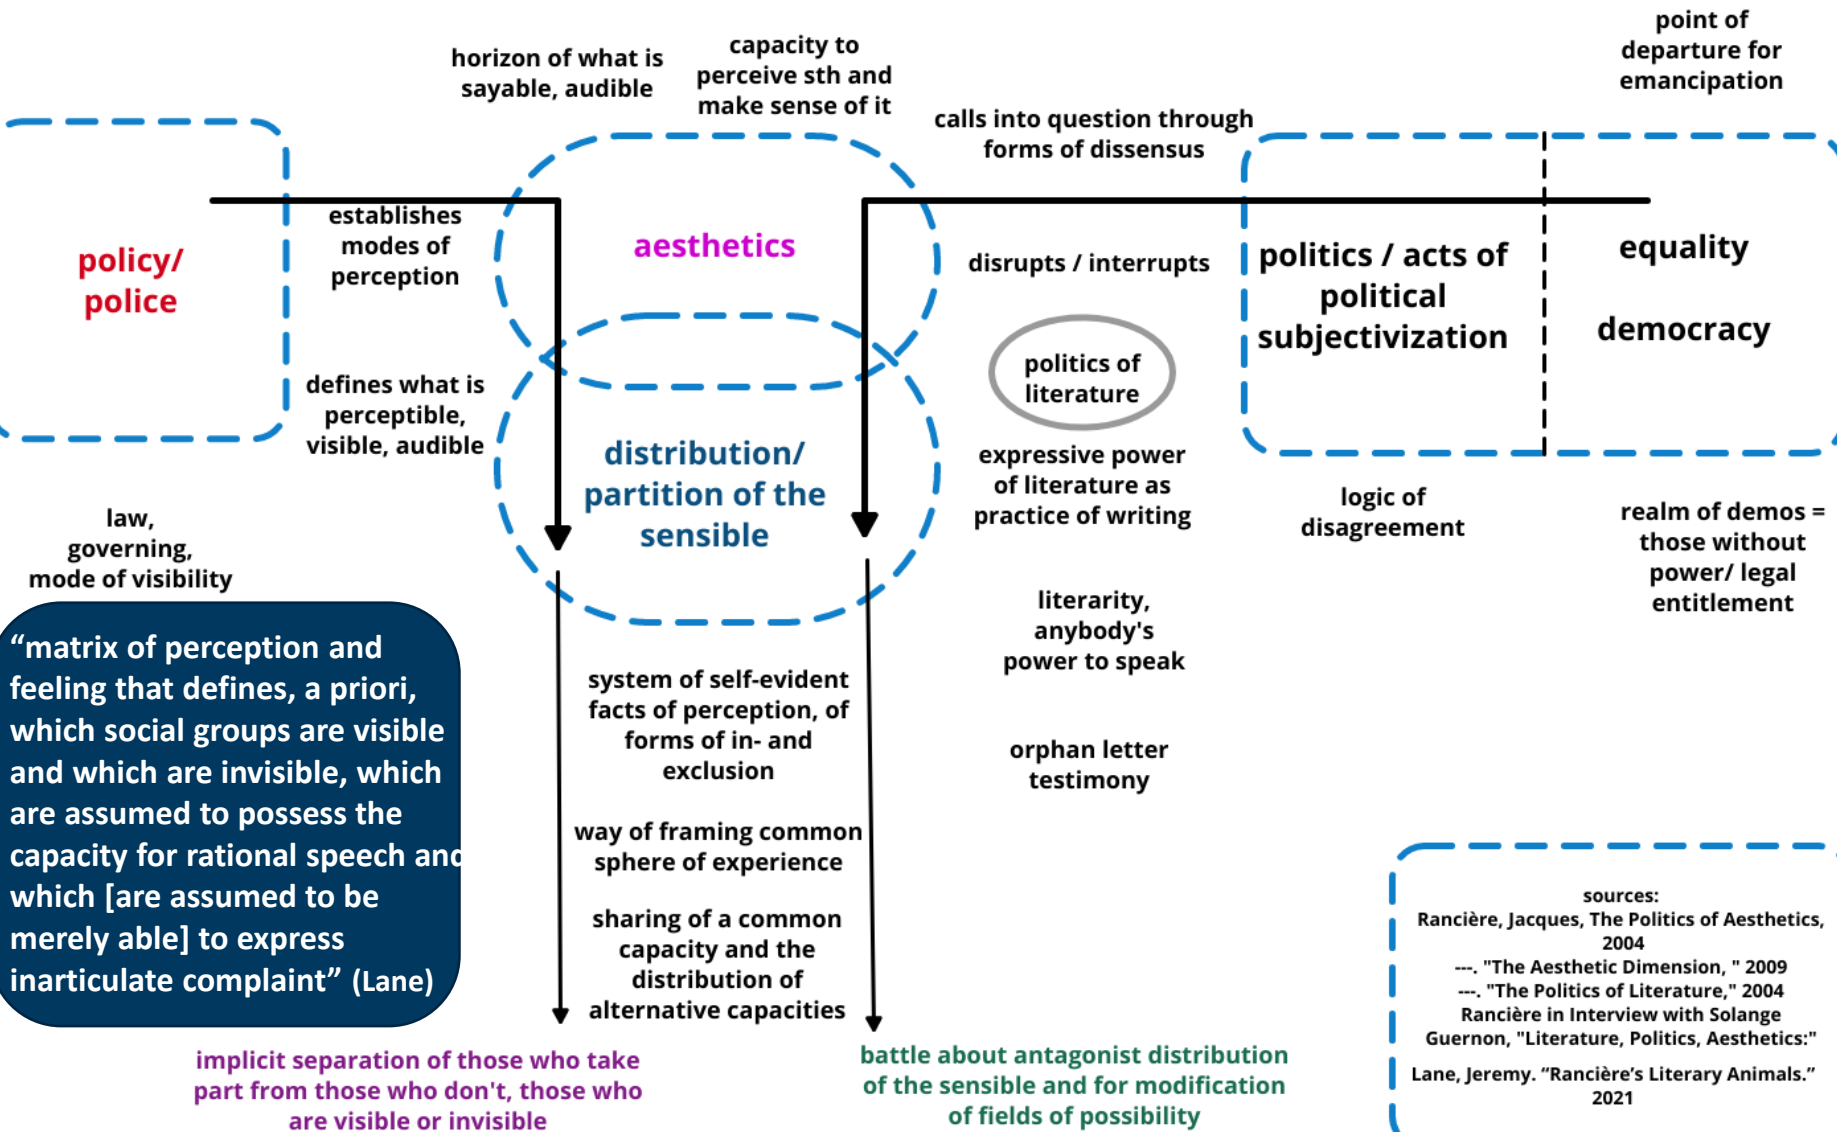 point of
departure for
emancipation
horizon of what is
sayable, audible
capacity to
perceive sth and
make sense of it
calls into question through
forms of dissensus
policy/
police
establishes
modes of
perception
aesthetics
disrupts / interrupts
politics / acts of
political
subjectivization
equality
democracy
defines what is
perceptible,
visible, audible
politics of
literature
distribution/
partition of the
sensible
expressive power
of literature as
practice of writing
logic of
disagreement
realm of demos =
those without
power/ legal
entitlement
law,
governing,
mode of visibility
literarity,
anybody's
power to speak
“matrix of perception and
feeling that defines, a priori,
which social groups are visible
and which are invisible, which
are assumed to possess the
capacity for rational speech and
which [are assumed to be
merely able] to express
inarticulate complaint” (Lane)
system of self-evident
facts of perception, of
forms of in- and
exclusion
orphan letter
testimony
way of framing common
sphere of experience
sharing of a common
capacity and the
distribution of
alternative capacities
implicit separation of those who take
part from those who don't, those who
are visible or invisible
battle about antagonist distribution
of the sensible and for modification
of fields of possibility
sources:
Rancière, Jacques, The Politics of Aesthetics,
2004
---. "The Aesthetic Dimension, " 2009
---. "The Politics of Literature," 2004
Rancière in Interview with Solange
Guernon, "Literature, Politics, Aesthetics:"
Lane, Jeremy. “Rancière’s Literary Animals.”
2021